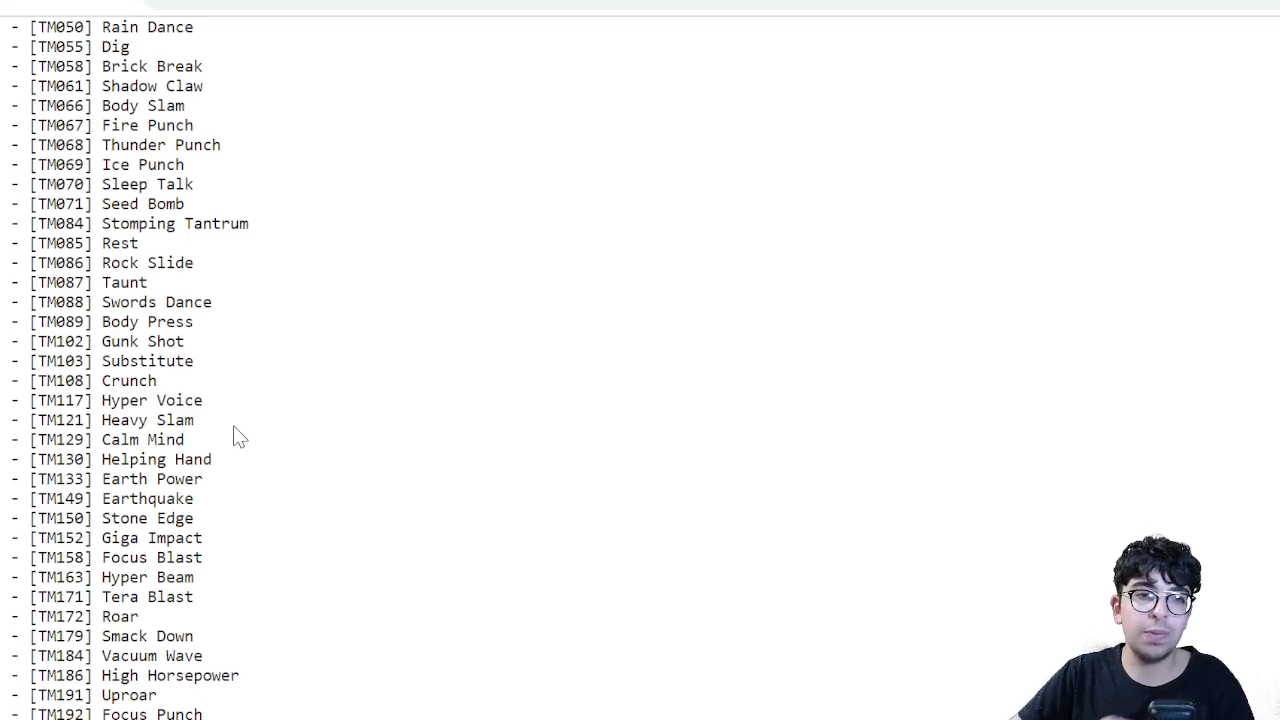 - [TM050] Rain Dance
- [TM055] Dig
- [TM058] Brick Break
- [TM061] Shadow Claw
- [TM066] Body Slam
- [TM067] Fire Punch
- [TM068] Thunder Punch
- [TM069] Ice Punch
- [TM070] Sleep Talk
- [TM071] Seed Bomb
- [TM084] Stomping Tantrum
- [TM085] Rest
- [TM086] Rock Slide
- [TM087] Taunt
- [TM088] Swords Dance
- [TM089] Body Press
- [TM102] Gunk Shot
- [TM103] Substitute
- [TM108] Crunch
- [TM117] Hyper Voice
- [TM121] Heavy Slam
- [TM129] Calm Mind
- [TM130] Helping Hand
- [TM133] Earth Power
- [TM149] Earthquake
- [TM150] Stone Edge
- [TM152] Giga Impact
- [TM158] Focus Blast
- [TM163] Hyper Beam
- [TM171] Tera Blast
- [TM172] Roar
- [TM179] Smack Down
- [TM184] Vacuum Wave
- [TM186] High Horsepower
- [TM191] Uproar
- [TM192] Focus Punch